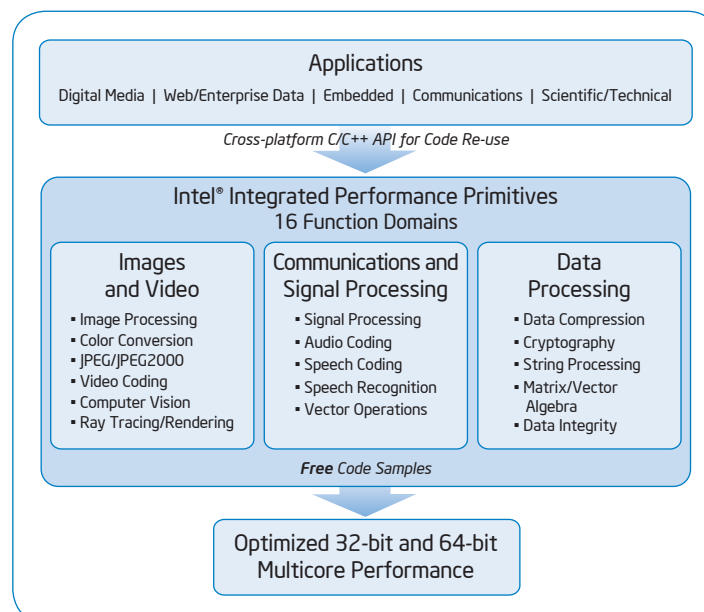 Applications
Digital Media | Web/Enterprise Data | Embedded | Communications | Scientific/Technical
Cross-platform C/C++ API for Code Re-use
Intel® Integrated Performance Primitives
16 Function Domains
Images
and Video
▪ Image Processing
▪ Color Conversion
▪ JPEG/JPEG2000
▪ Video Coding
▪ Computer Vision
▪ Ray Tracing/Rendering
Communications and
Signal Processing
▪ Signal Processing
▪ Audio Coding
▪ Speech Coding
▪ Speech Recognition
▪ Vector Operations
Data
Processing
▪ Data Compression
▪ Cryptography
▪ String Processing
▪ Matrix/Vector
Algebra
▪ Data Integrity
Free Code Samples
Optimized 32-bit and 64-bit
Multicore Performance